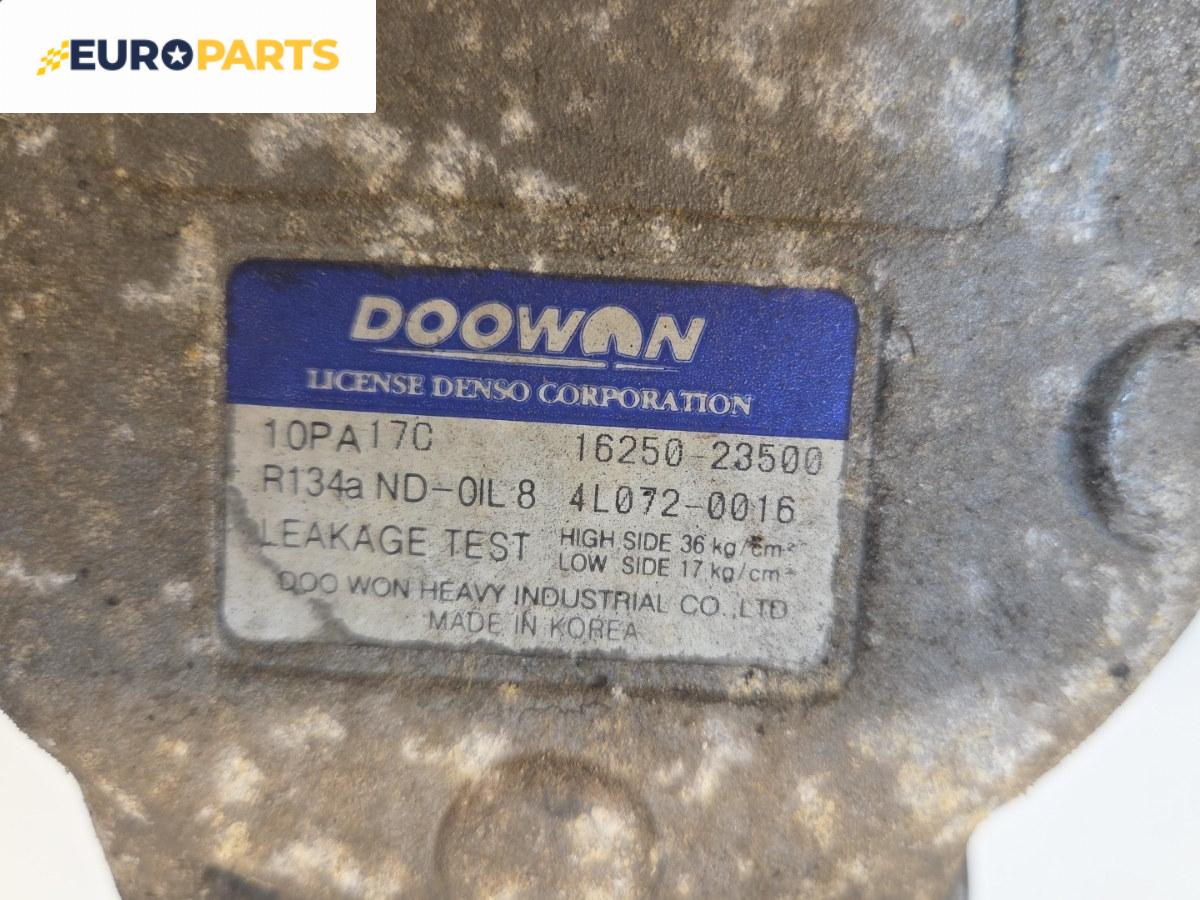 EUROPARTS
DOOWON
LICENSE DENSO CORPORATION
10PA17C 16250-23500
R134a ND-OIL 8 4L072-0016
LEAKAGE TEST HIGH SIDE 36 kg/cm²
LOW SIDE 17 kg/cm²
DOO WON HEAVY INDUSTRIAL CO.,LTD
MADE IN KOREA